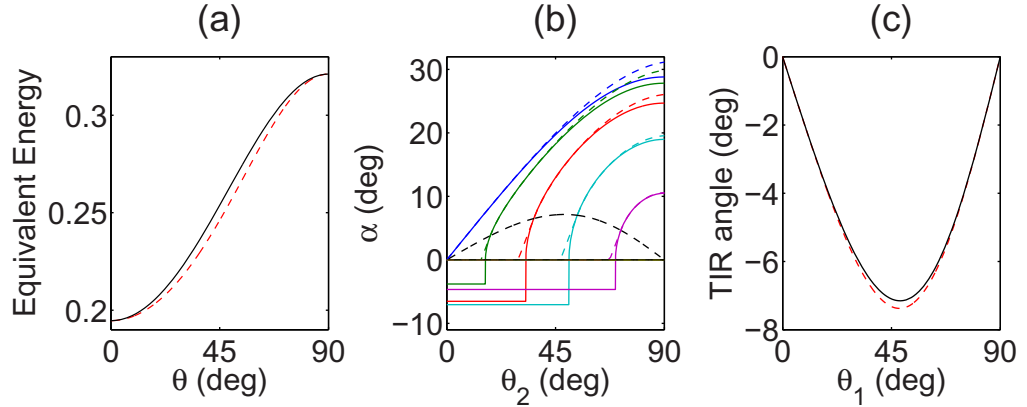 (a) (b) (c)
Equivalent Energy
0.3
0.25
0.2
0 45 90
θ (deg)
α (deg)
30
20
10
0
−10
0 45 90
θ2 (deg)
TIR angle (deg)
0
−2
−4
−6
−8
0 45 90
θ1 (deg)